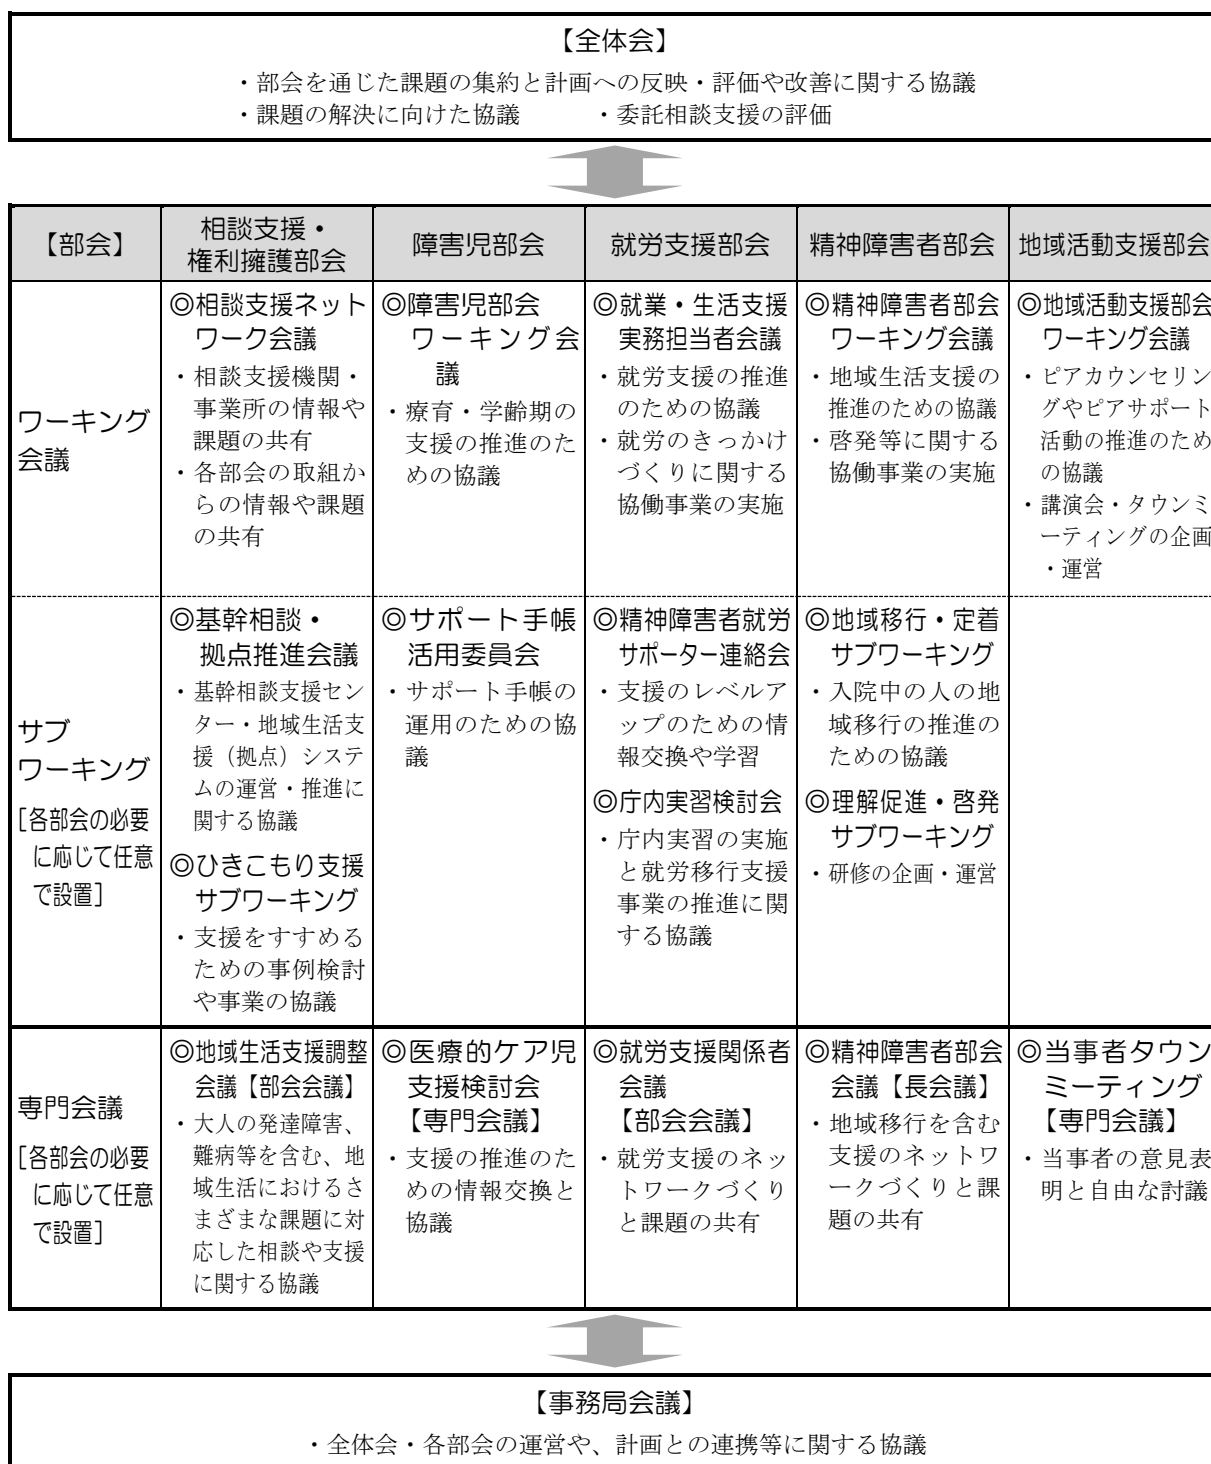 【全体会】
・部会を通じた課題の集約と計画への反映・評価や改善に関する協議
・課題の解決に向けた協議　　・委託相談支援の評価
【部会】
相談支援・
権利擁護部会
障害児部会
就労支援部会
精神障害者部会
地域活動支援部会
ワーキング
会議
◎相談支援ネット
ワーク会議
・相談支援機関・
事業所の情報や
課題の共有
・各部会の取組か
らの情報や課題
の共有
◎障害児部会
ワーキング会
議
・療育・学齢期の
支援の推進のた
めの協議
◎就業・生活支援
実務担当者会議
・就労支援の推進
のための協議
・就労のきっかけ
づくりに関する
協働事業の実施
◎精神障害者部会
ワーキング会議
・地域生活支援の
推進のための協議
・啓発等に関する
協働事業の実施
◎地域活動支援部会
ワーキング会議
・ピアカウンセリン
グやピアサポート
活動の推進のため
の協議
・講演会・タウンミ
ーティングの企画
・運営
サブ
ワーキング
[各部会の必要
に応じて任意
で設置]
◎基幹相談・
拠点推進会議
・基幹相談支援セン
ター・地域生活支
援（拠点）システ
ムの運営・推進に
関する協議
◎ひきこもり支援
サブワーキング
・支援をすすめる
ための事例検討
や事業の協議
◎サポート手帳
活用委員会
・サポート手帳の
運用のための協
議
◎精神障害者就労
サポーター連絡会
・支援のレベルア
ップのための情
報交換や学習
◎庁内実習検討会
・庁内実習の実施
と就労移行支援
事業の推進に関
する協議
◎地域移行・定着
サブワーキング
・入院中の人の地
域移行の推進の
ための協議
◎理解促進・啓発
サブワーキング
・研修の企画・運営
専門会議
[各部会の必要
に応じて任意
で設置]
◎地域生活支援調整
会議【部会会議】
・大人の発達障害、
難病等を含む、地
域生活におけるさ
まざまな課題に対
応した相談や支援
に関する協議
◎医療的ケア児
支援検討会
【専門会議】
・支援の推進のた
めの情報交換と
協議
◎就労支援関係者
会議
【部会会議】
・就労支援のネッ
トワークづくり
と課題の共有
◎精神障害者部会
会議【長会議】
・地域移行を含む
支援のネットワ
ークづくりと課
題の共有
◎当事者タウン
ミーティング
【専門会議】
・当事者の意見表
明と自由な討議
【事務局会議】
・全体会・各部会の運営や、計画との連携等に関する協議